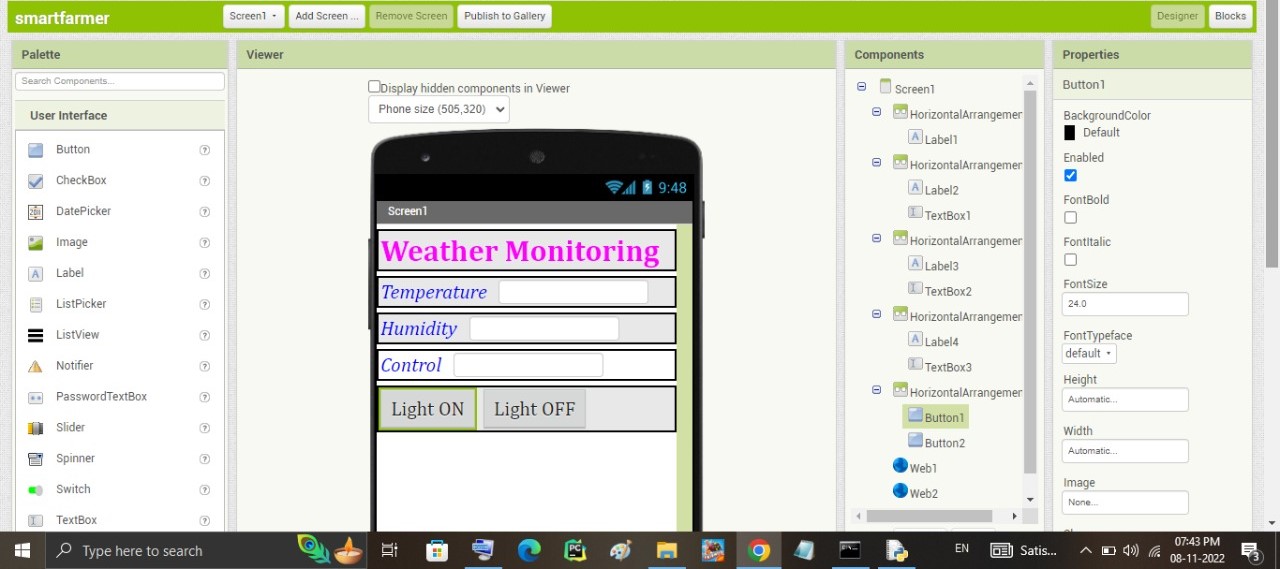 smartfarmer
Screen1
Add Screen ...
Remove Screen
Publish to Gallery
Designer
Blocks
Palette
Search Components...
User Interface
Button
CheckBox
DatePicker
Image
Label
ListPicker
ListView
Notifier
PasswordTextBox
Slider
Spinner
Switch
TextBox
Viewer
Display hidden components in Viewer
Phone size (505,320)
9:48
Screen1
Weather Monitoring
Temperature
Humidity
Control
Light ON
Light OFF
Components
Screen1
HorizontalArrangemer
Label1
HorizontalArrangemer
Label2
TextBox1
HorizontalArrangemer
Label3
TextBox2
HorizontalArrangemer
Label4
TextBox3
HorizontalArrangemer
Button1
Button2
Web1
Web2
Properties
Button1
BackgroundColor
Default
Enabled
FontBold
FontItalic
FontSize
24.0
FontTypeface
default
Height
Automatic...
Width
Automatic...
Image
None...
Type here to search
EN
Satis...
07:43 PM
08-11-2022
3